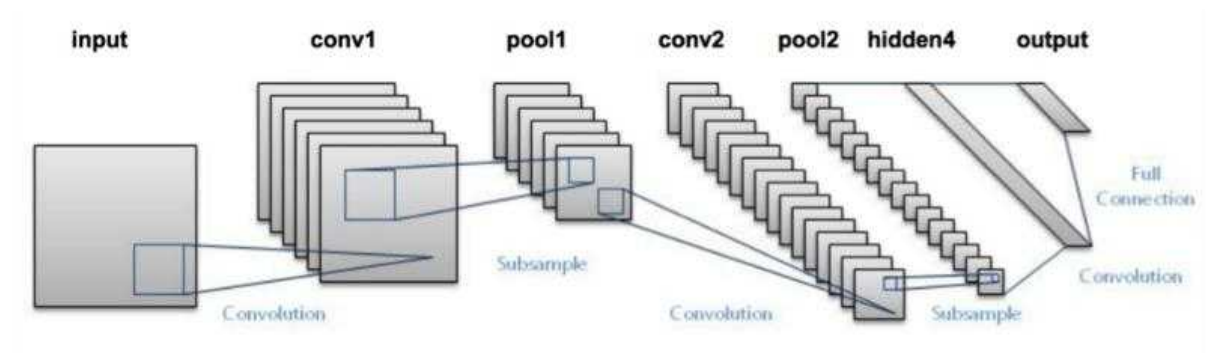 input conv1 pool1 conv2 pool2 hidden4 output
Full
Connection
Subsample
Convolution
Convolution
Convolution
Subsample